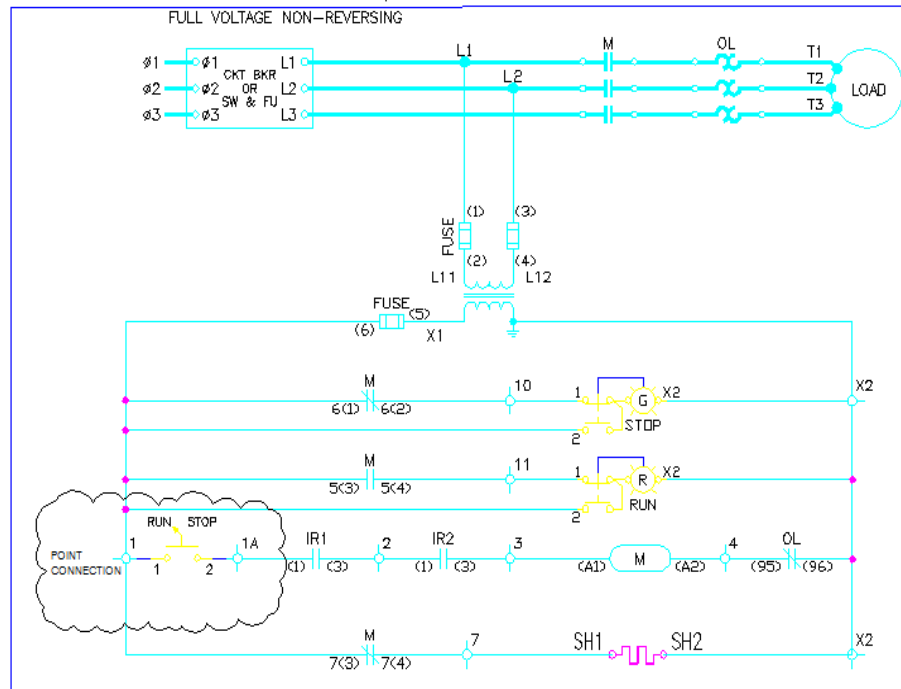 FULL VOLTAGE NON-REVERSING
ø1 ø1 L1 L1 M OL T1
ø2 ø2 CKT BKR L2 L2 T2 LOAD
OR
ø3 ø3 SW & FU L3 T3
(1) (3)
FUSE
(2) (4)
L11 L12
FUSE
(6) (5) X1
M 10 1 G X2 X2
6(1) 6(2) 2 STOP
M 11 1 R X2
5(3) 5(4) 2 RUN
RUN STOP
POINT CONNECTION 1 1 2 1A IR1 2 IR2 3 M 4 OL
(1) (3) (1) (3) (A1) (A2) (95) (96)
M 7 SH1 SH2 X2
7(3) 7(4)